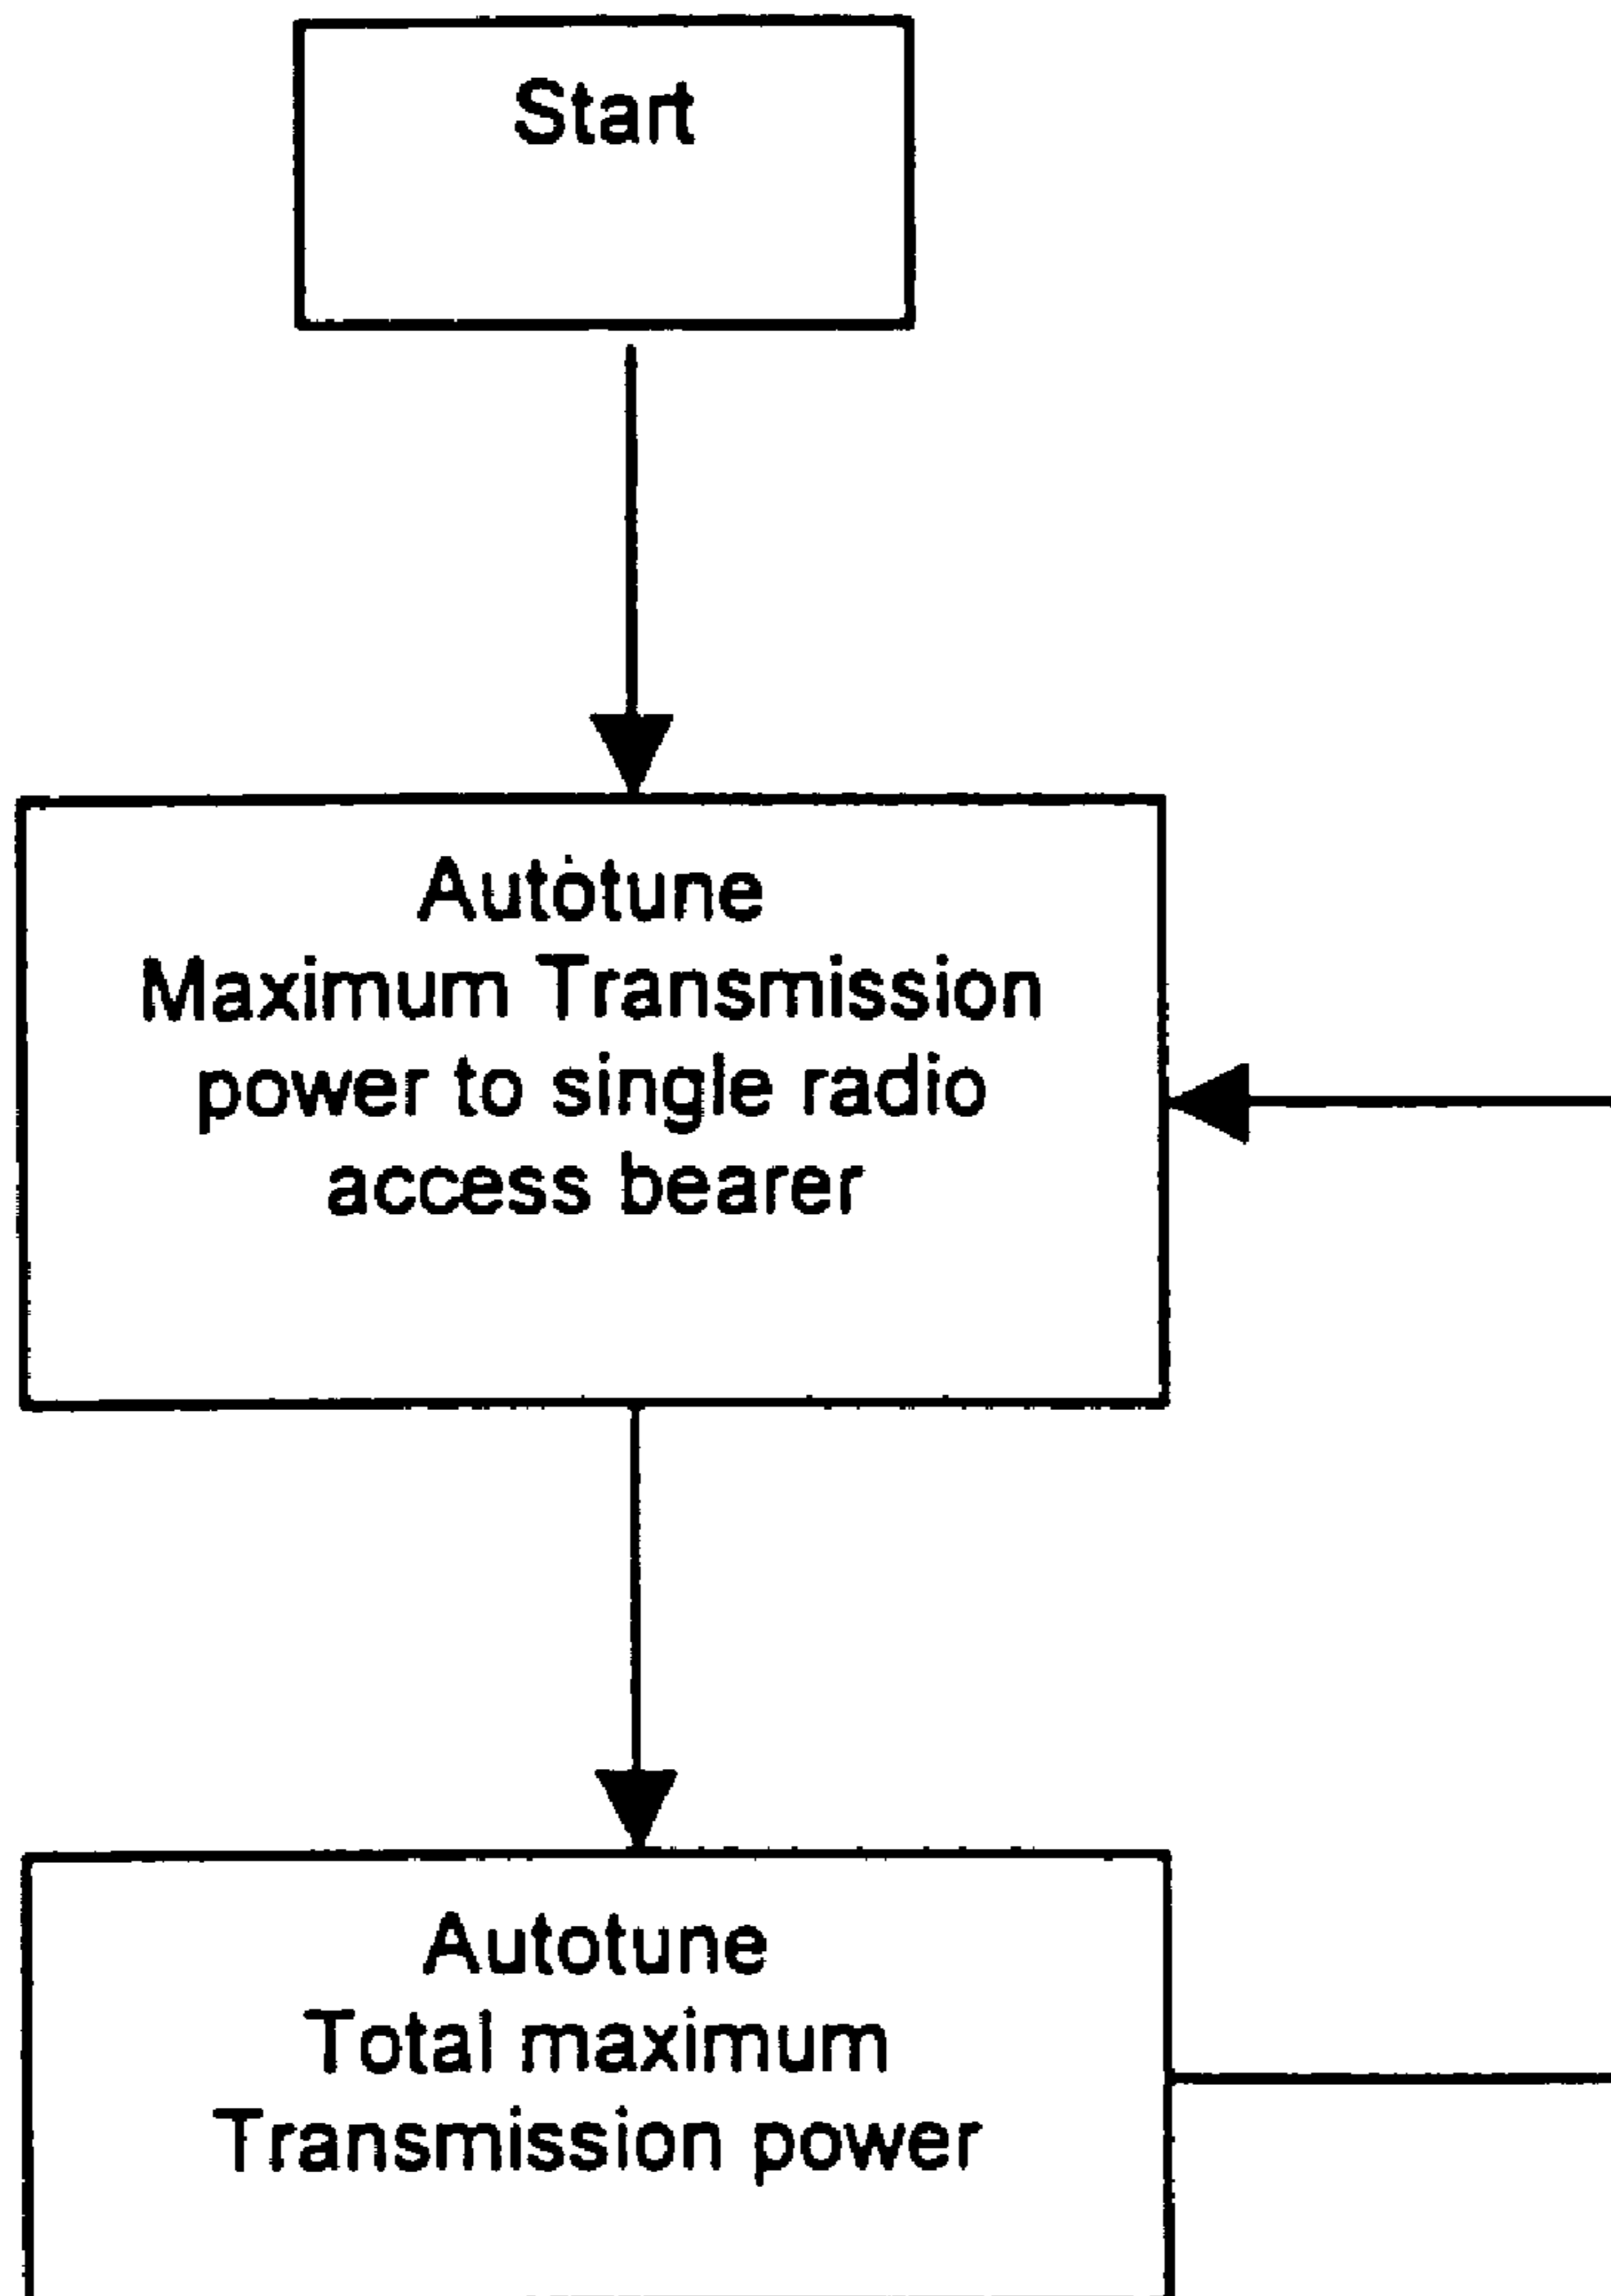 Start
Autotune
Maximum Transmission
power to single radio
access bearer
Autotune
Total maximum
Transmission power